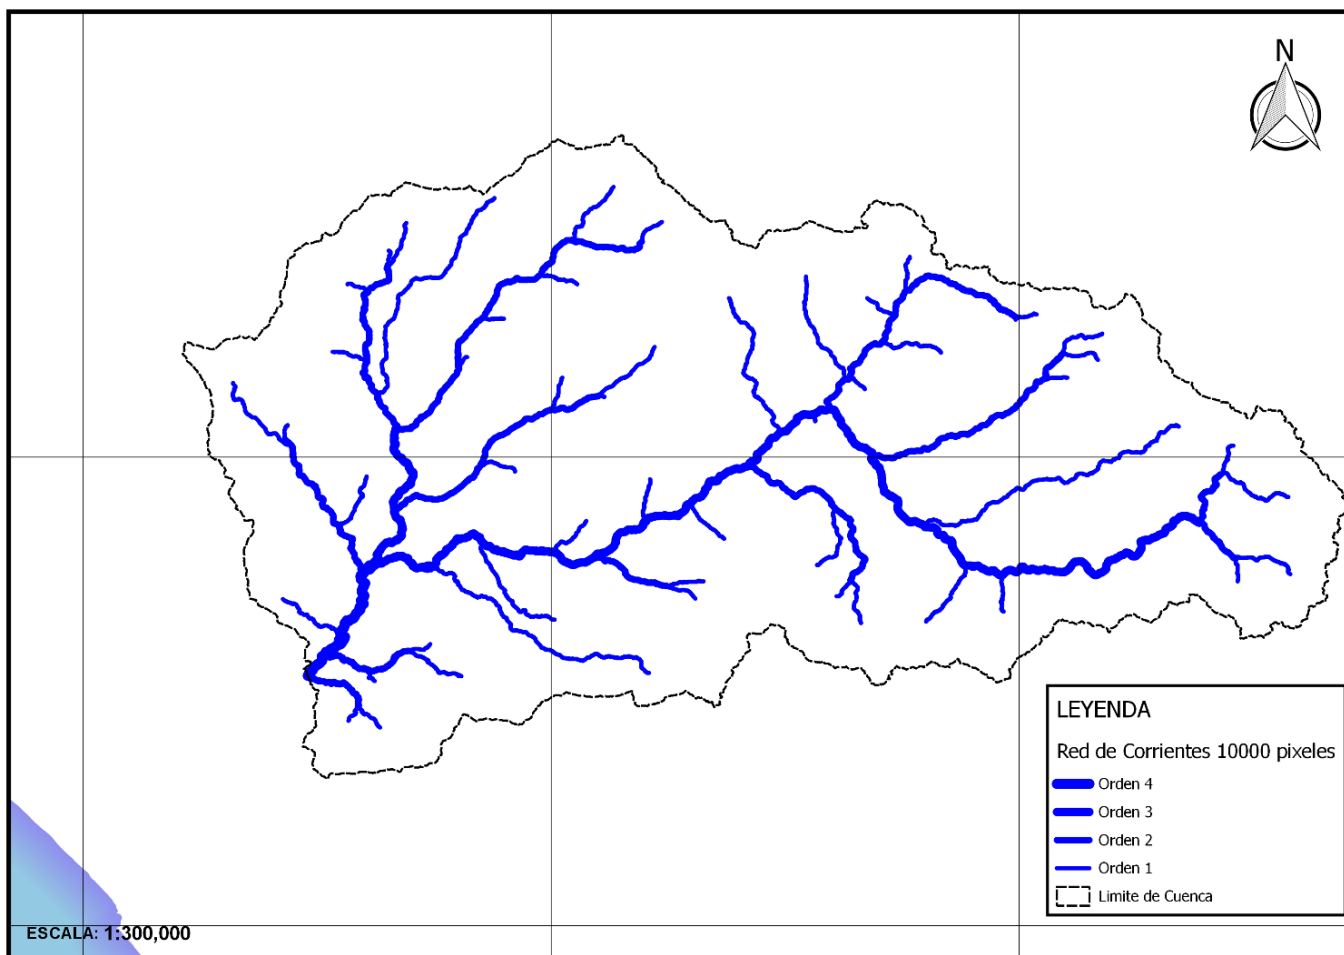 N
LEYENDA
Red de Corrientes 10000 pixeles
Orden 4
Orden 3
Orden 2
Orden 1
Limite de Cuenca
ESCALA: 1:300,000